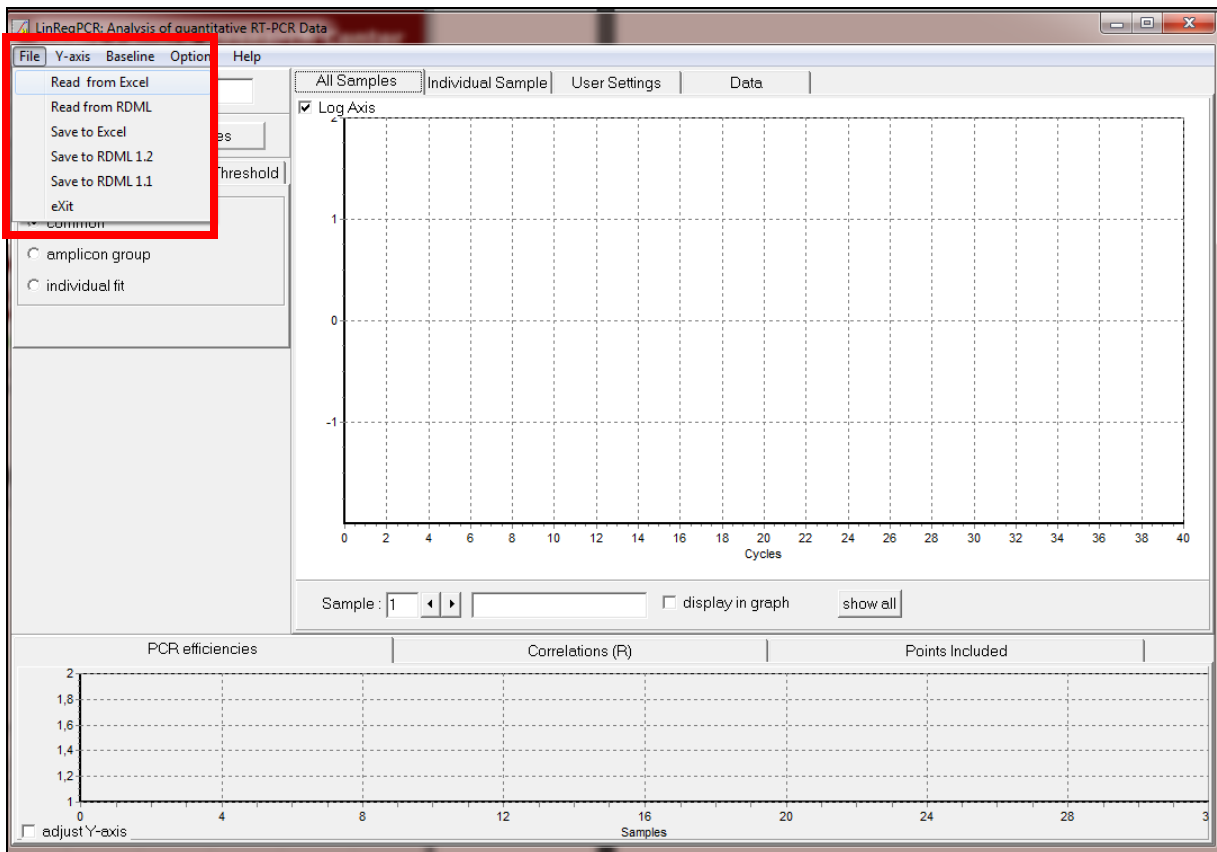 LinRegPCR: Analysis of quantitative RT-PCR Data
File Y-axis Baseline Option Help
Read from Excel
Read from RDML
Save to Excel
Save to RDML 1.2
Save to RDML 1.1
eXit
es
Threshold
common
amplicon group
individual fit
All Samples Individual Sample User Settings Data
Log Axis
2
1
0
-1
0 2 4 6 8 10 12 14 16 18 20 22 24 26 28 30 32 34 36 38 40
Cycles
Sample : 1 display in graph show all
PCR efficiencies Correlations (R) Points Included
2
1,8
1,6
1,4
1,2
1
0 4 8 12 16 20 24 28 3
adjust Y-axis Samples